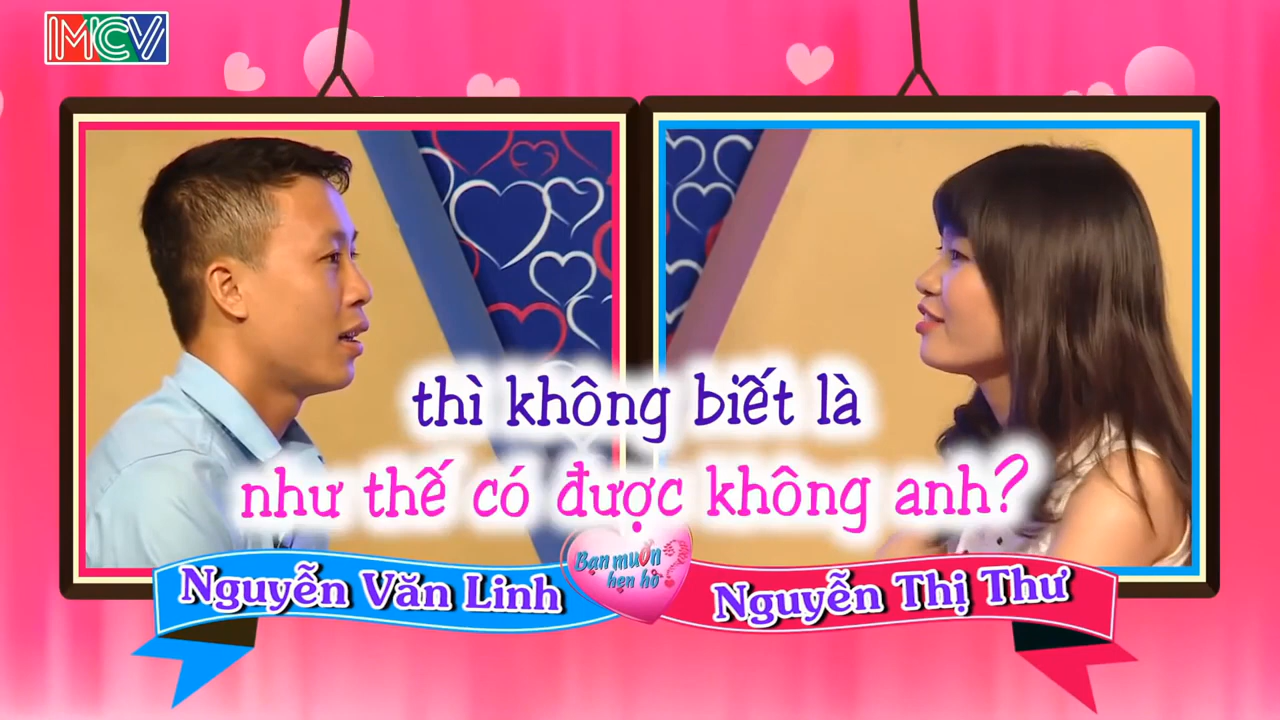 MCV
thì không biết là
như thế có được không anh?
Bạn muốn
hẹn hò
Nguyễn Văn Linh
Nguyễn Thị Thư